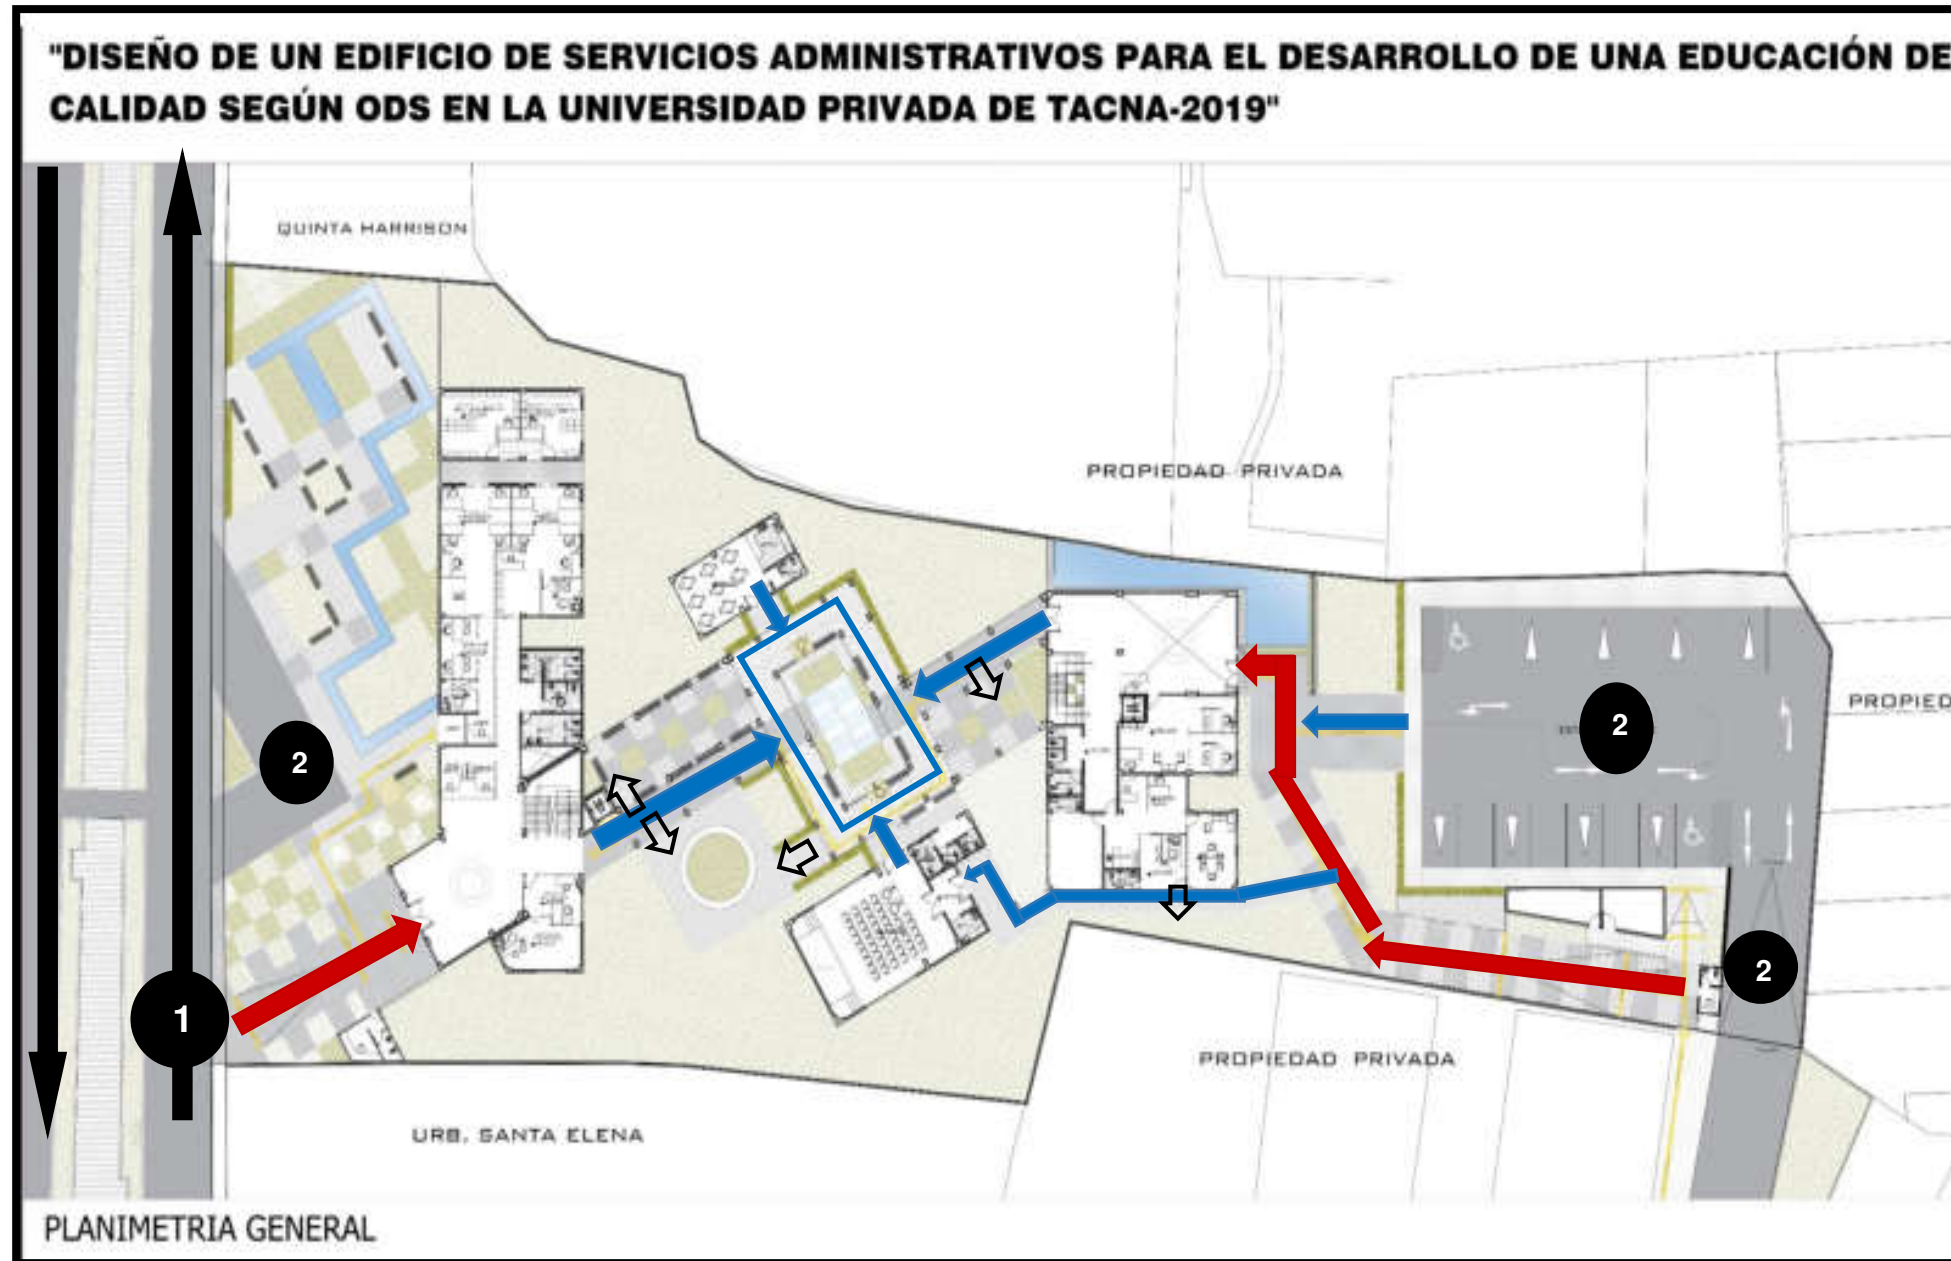 "DISEÑO DE UN EDIFICIO DE SERVICIOS ADMINISTRATIVOS PARA EL DESARROLLO DE UNA EDUCACIÓN DE
CALIDAD SEGÚN ODS EN LA UNIVERSIDAD PRIVADA DE TACNA-2019"
QUINTA HARRISON
PROPIEDAD PRIVADA
PROPIED
2
2
2
1
PROPIEDAD PRIVADA
URB. SANTA ELENA
PLANIMETRIA GENERAL